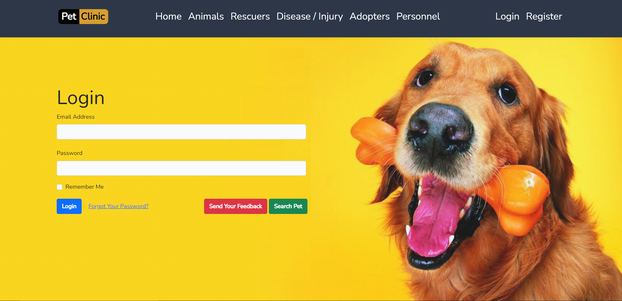 Pet Clinic
Home Animals Rescuers Disease / Injury Adopters Personnel
Login Register
Login
Email Address
Password
Remember Me
Login Forgot Your Password? Send Your Feedback Search Pet